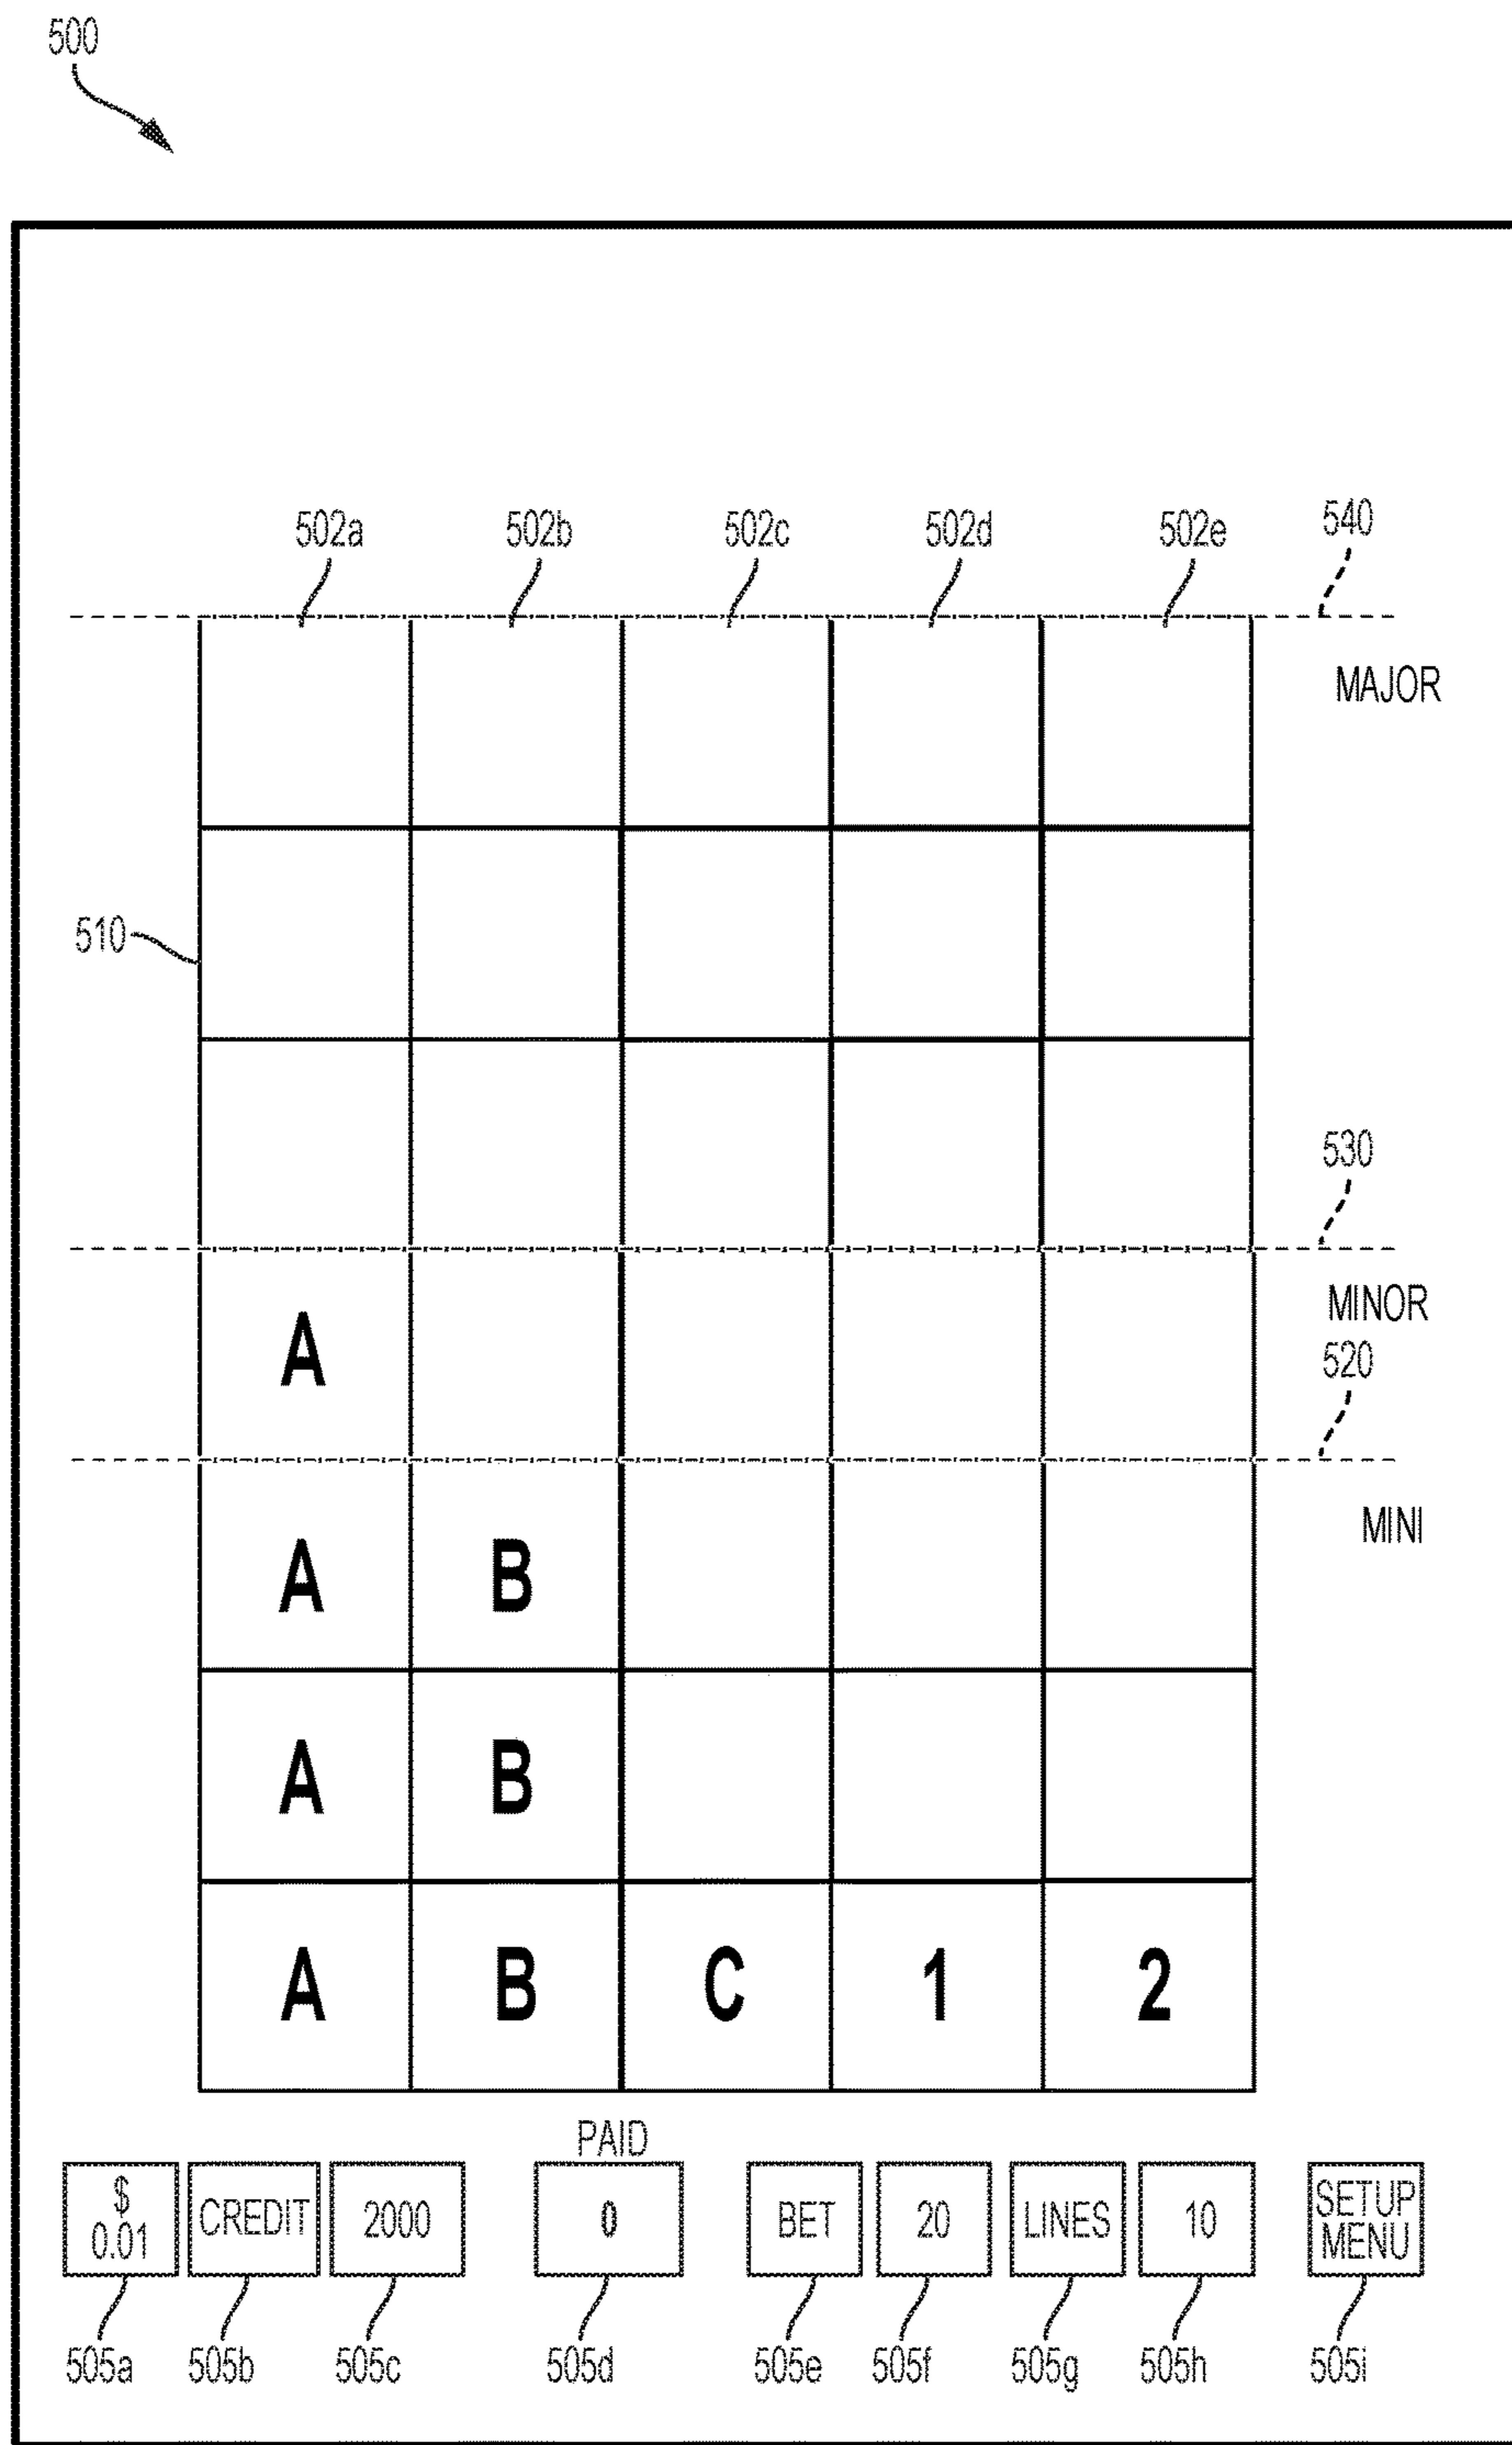 500
502a 502b 502c 502d 502e 540
MAJOR
510
530
MINOR
A
520
MINI
A B
A B
A B C 1 2
PAID
$ 0.01 CREDIT 2000 0 BET 20 LINES 10 SETUP MENU
505a 505b 505c 505d 505e 505f 505g 505h 505i